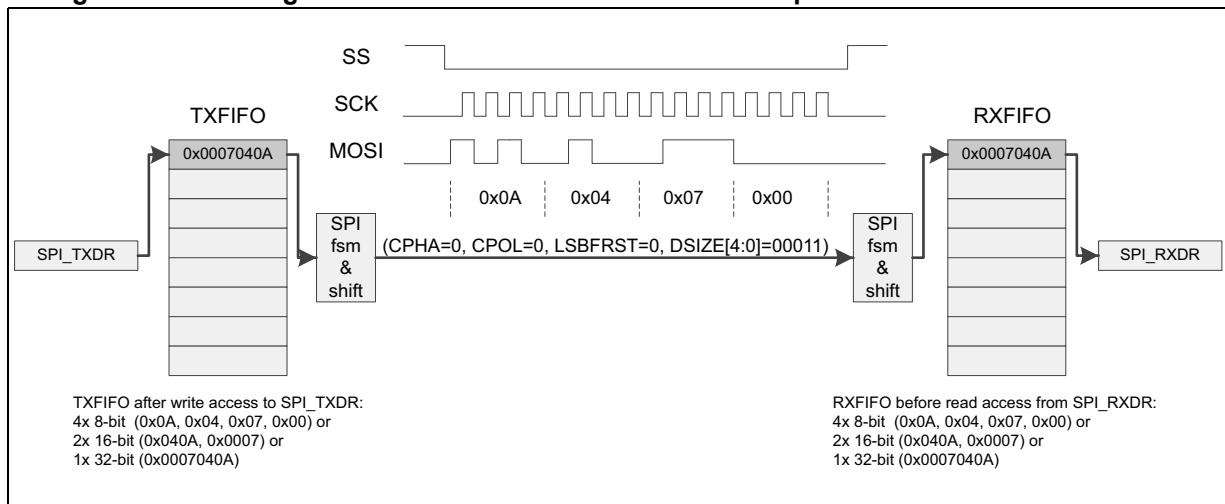 SS
SCK
MOSI
TXFIFO
RXFIFO
0x0007040A
0x0007040A
0x0A 0x04 0x07 0x00
SPI_TXDR
SPI
fsm
&
shift
(CPHA=0, CPOL=0, LSBFRST=0, DSIZE[4:0]=00011)
SPI
fsm
&
shift
SPI_RXDR
TXFIFO after write access to SPI_TXDR:
4x 8-bit (0x0A, 0x04, 0x07, 0x00) or
2x 16-bit (0x040A, 0x0007) or
1x 32-bit (0x0007040A)
RXFIFO before read access from SPI_RXDR:
4x 8-bit (0x0A, 0x04, 0x07, 0x00) or
2x 16-bit (0x040A, 0x0007) or
1x 32-bit (0x0007040A)